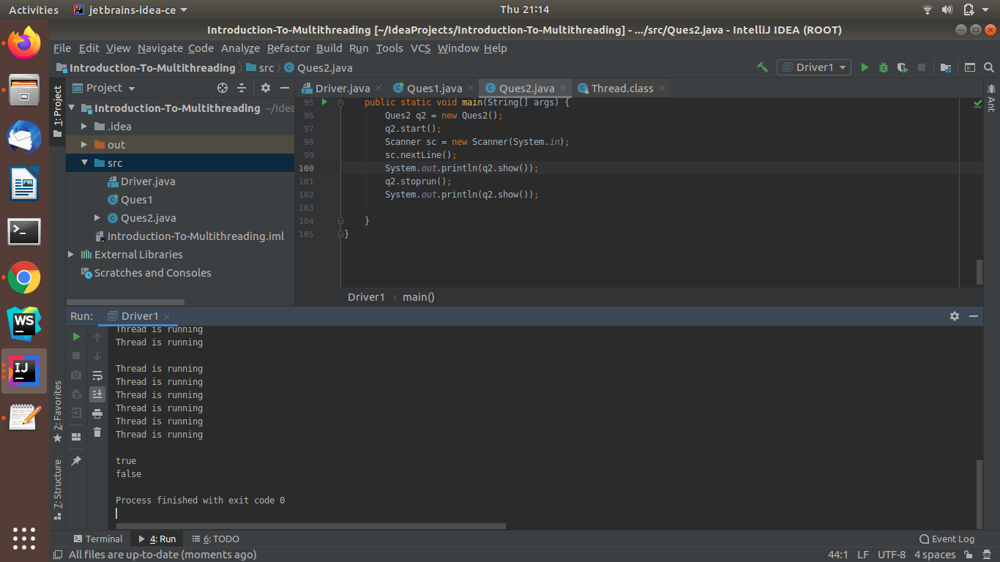 Activities jetbrains-idea-ce Thu 21:14
Introduction-To-Multithreading [~/IdeaProjects/Introduction-To-Multithreading] - .../src/Ques2.java - IntelliJ IDEA (ROOT)
File Edit View Navigate Code Analyze Refactor Build Run Tools VCS Window Help
Introduction-To-Multithreading src Ques2.java Driver1
1: Project
Project
Introduction-To-Multithreading ~/Idea
.idea
out
src
Driver.java
Ques1
Ques2.java
Introduction-To-Multithreading.iml
External Libraries
Scratches and Consoles
Driver.java Ques1.java Ques2.java Thread.class
95 public static void main(String[] args) {
96 Ques2 q2 = new Ques2();
97 q2.start();
98 Scanner sc = new Scanner(System.in);
99 sc.nextLine();
100 System.out.println(q2.show());
101 q2.stoprun();
102 System.out.println(q2.show());
103
104 }
105 }
Driver1 › main()
Ant
WS
IJ
Run: Driver1
Thread is running
Thread is running
Thread is running
Thread is running
Thread is running
Thread is running
Thread is running
Thread is running
true
false
Process finished with exit code 0
2: Favorites
7: Structure
Terminal 4: Run 6: TODO Event Log
All files are up-to-date (moments ago) 44:1 LF UTF-8 4 spaces